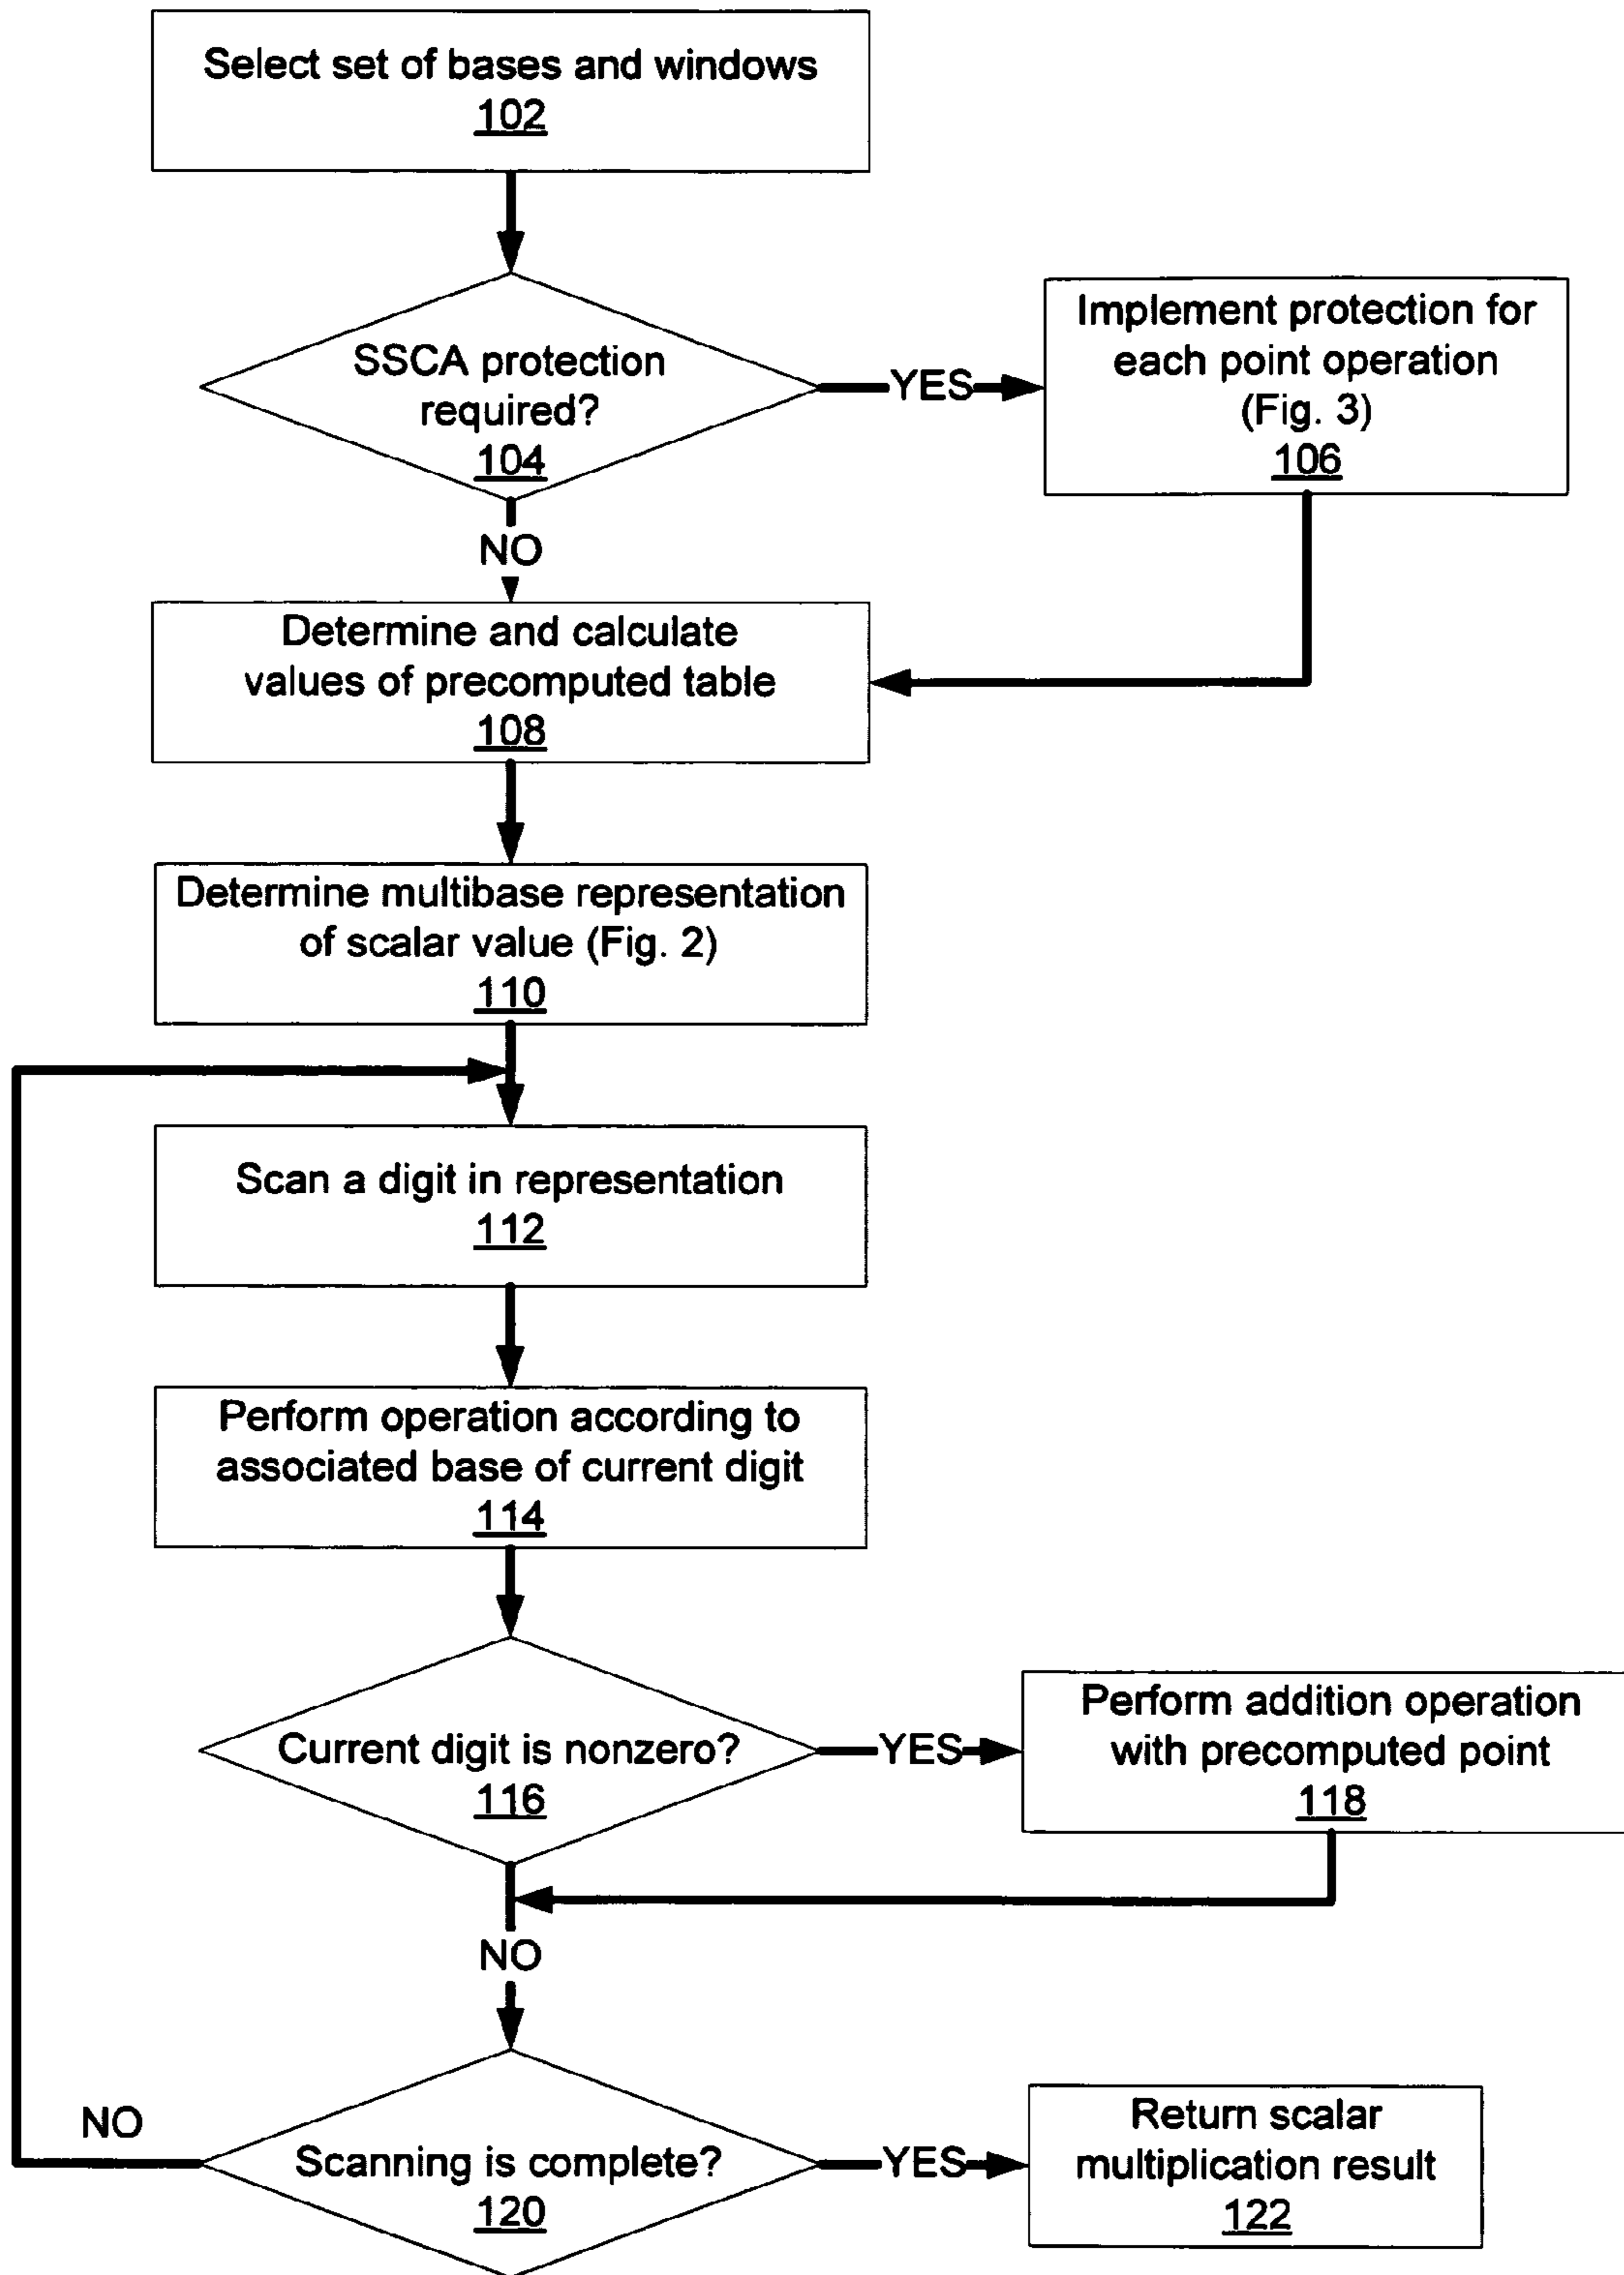 Select set of bases and windows
102
SSCA protection
required?
104
YES
Implement protection for
each point operation
(Fig. 3)
106
NO
Determine and calculate
values of precomputed table
108
Determine multibase representation
of scalar value (Fig. 2)
110
Scan a digit in representation
112
Perform operation according to
associated base of current digit
114
Current digit is nonzero?
116
YES
Perform addition operation
with precomputed point
118
NO
Scanning is complete?
120
NO
YES
Return scalar
multiplication result
122